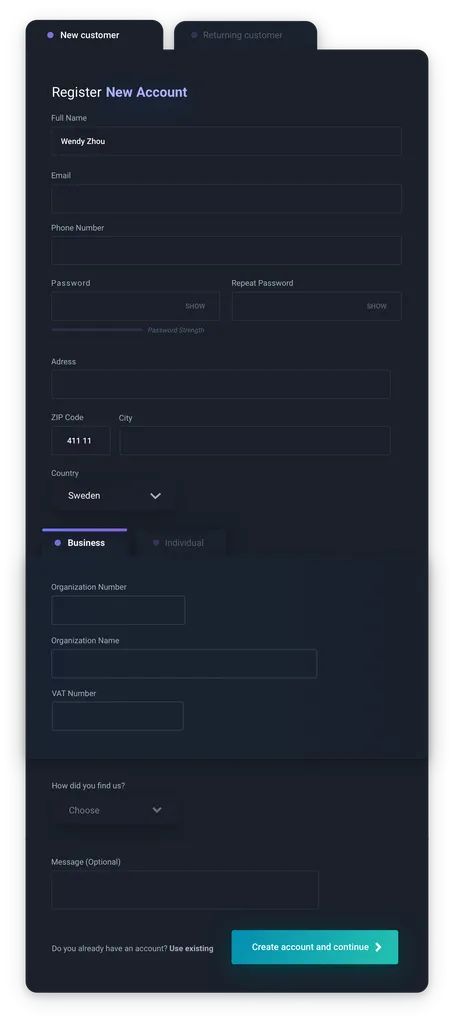 New customer
Returning customer
Register New Account
Full Name
Wendy Zhou
Email
Phone Number
Password
Repeat Password
SHOW
SHOW
Password Strength
Adress
ZIP Code
City
411 11
Country
Sweden
Business
Individual
Organization Number
Organization Name
VAT Number
How did you find us?
Choose
Message (Optional)
Do you already have an account? Use existing
Create account and continue